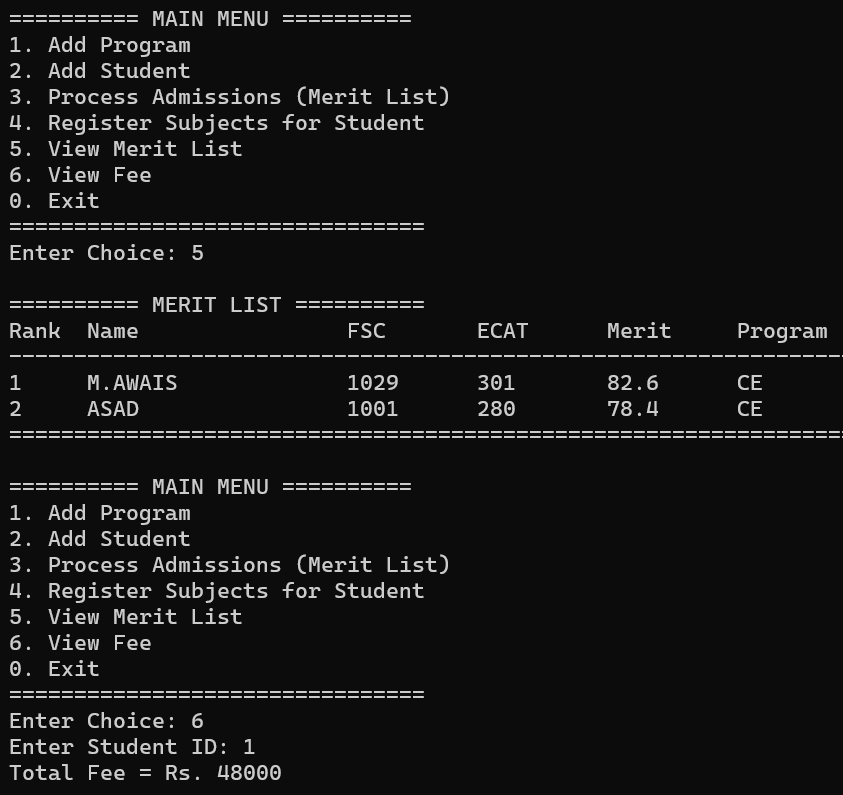 ========== MAIN MENU ==========
1. Add Program
2. Add Student
3. Process Admissions (Merit List)
4. Register Subjects for Student
5. View Merit List
6. View Fee
0. Exit
================================
Enter Choice: 5
========== MERIT LIST ==========
Rank  Name                FSC       ECAT      Merit     Program
-----------------------------------------------------------------
1     M.AWAIS             1029      301       82.6      CE
2     ASAD                1001      280       78.4      CE
=================================================================
========== MAIN MENU ==========
1. Add Program
2. Add Student
3. Process Admissions (Merit List)
4. Register Subjects for Student
5. View Merit List
6. View Fee
0. Exit
================================
Enter Choice: 6
Enter Student ID: 1
Total Fee = Rs. 48000